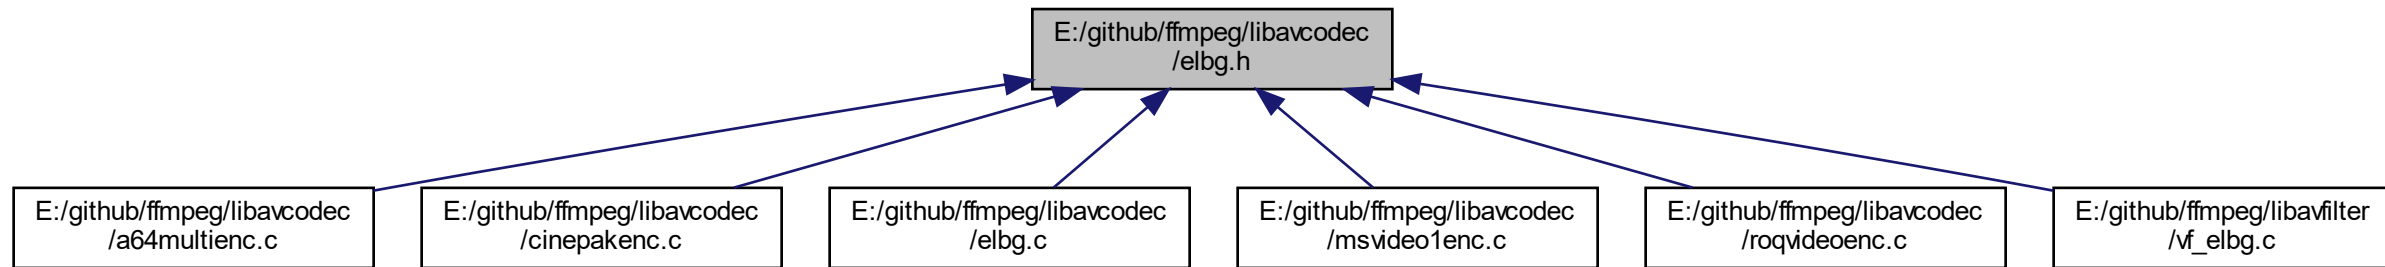 E:/github/ffmpeg/libavcodec
/elbg.h
E:/github/ffmpeg/libavcodec
/a64multienc.c
E:/github/ffmpeg/libavcodec
/cinepakenc.c
E:/github/ffmpeg/libavcodec
/elbg.c
E:/github/ffmpeg/libavcodec
/msvideo1enc.c
E:/github/ffmpeg/libavcodec
/roqvideoenc.c
E:/github/ffmpeg/libavfilter
/vf_elbg.c